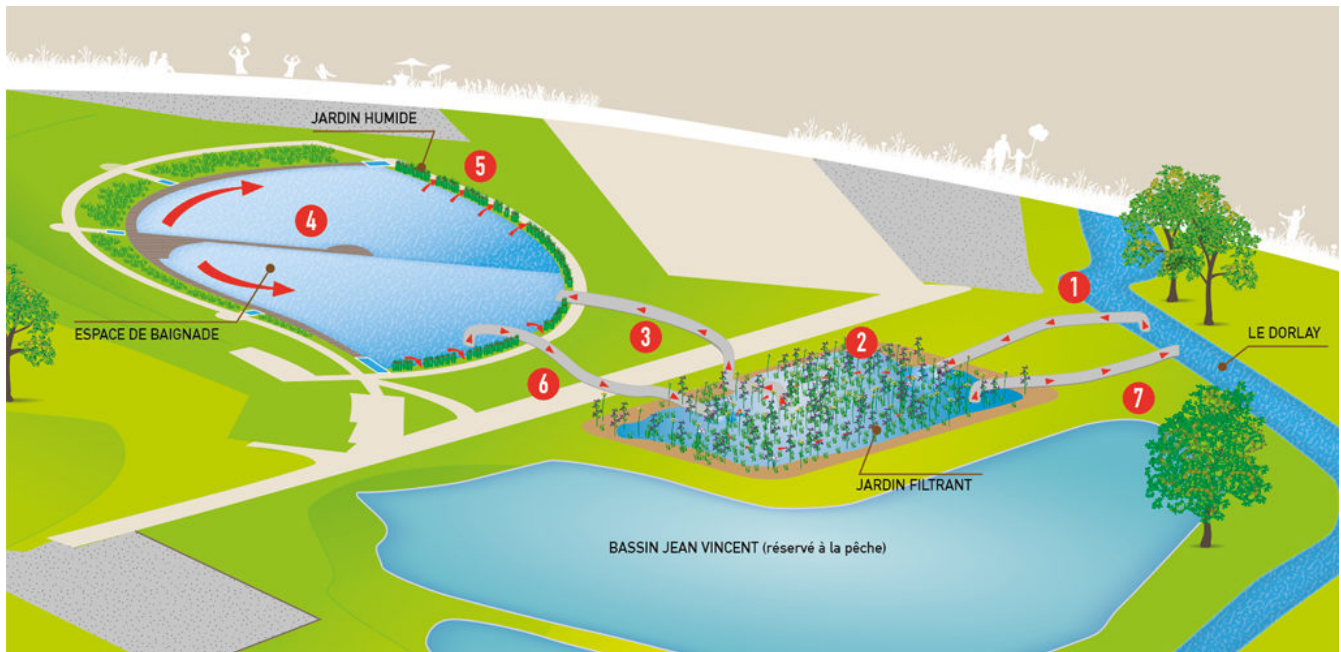 JARDIN HUMIDE
5
4
1
ESPACE DE BAIGNADE
3
2
LE DORLAY
6
7
JARDIN FILTRANT
BASSIN JEAN VINCENT (réservé à la pêche)